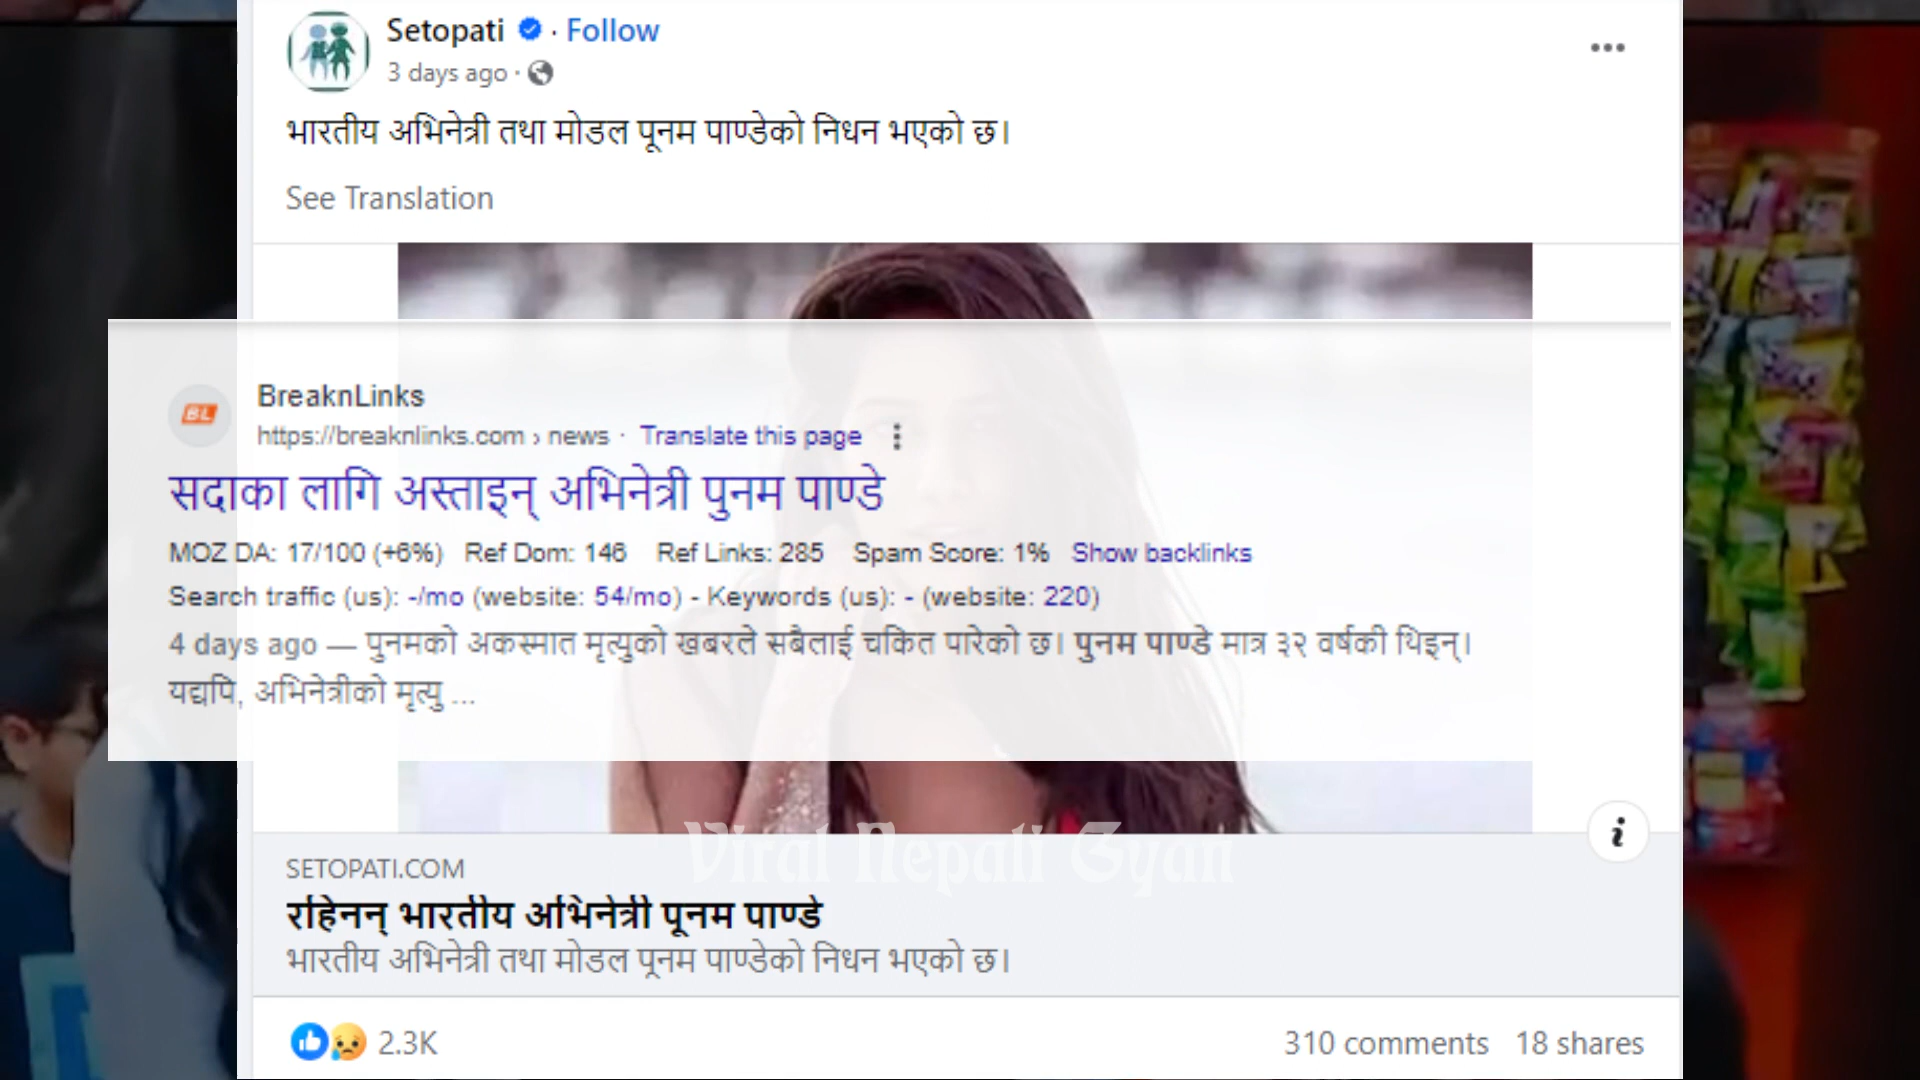 Setopati · Follow
3 days ago ·
भारतीय अभिनेत्री तथा मोडल पूनम पाण्डेको निधन भएको छ।
See Translation
BreaknLinks
https://breaknlinks.com › news · Translate this page
सदाका लागि अस्ताइन् अभिनेत्री पुनम पाण्डे
MOZ DA: 17/100 (+6%) Ref Dom: 146 Ref Links: 285 Spam Score: 1% Show backlinks
Search traffic (us): -/mo (website: 54/mo) - Keywords (us): - (website: 220)
4 days ago — पुनमको अकस्मात मृत्युको खबरले सबैलाई चकित पारेको छ। पुनम पाण्डे मात्र ३२ वर्षकी थिइन्।
यद्यपि, अभिनेत्रीको मृत्यु ...
Viral Nepali Gyan
SETOPATI.COM
रहिनन् भारतीय अभिनेत्री पूनम पाण्डे
भारतीय अभिनेत्री तथा मोडल पूनम पाण्डेको निधन भएको छ।
2.3K 310 comments 18 shares